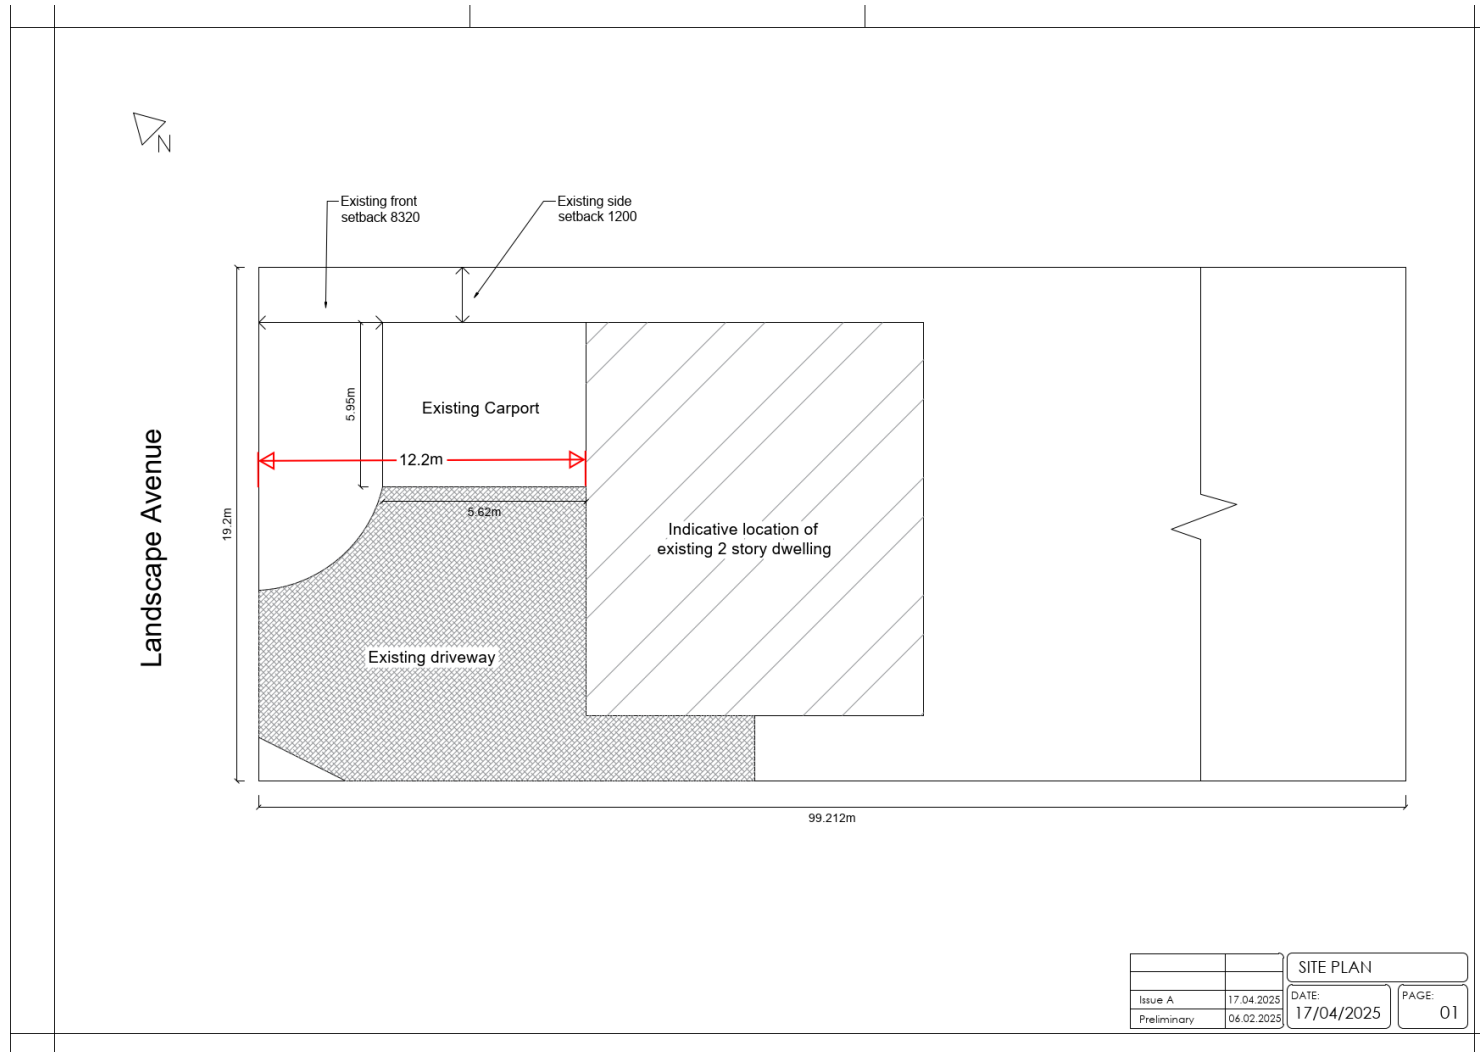 N
Existing front
setback 8320
Existing side
setback 1200
5.95m
Existing Carport
12.2m
5.62m
Landscape Avenue
19.2m
Indicative location of
existing 2 story dwelling
Existing driveway
99.212m
SITE PLAN
Issue A 17.04.2025
Preliminary 06.02.2025
DATE:
17/04/2025
PAGE:
01